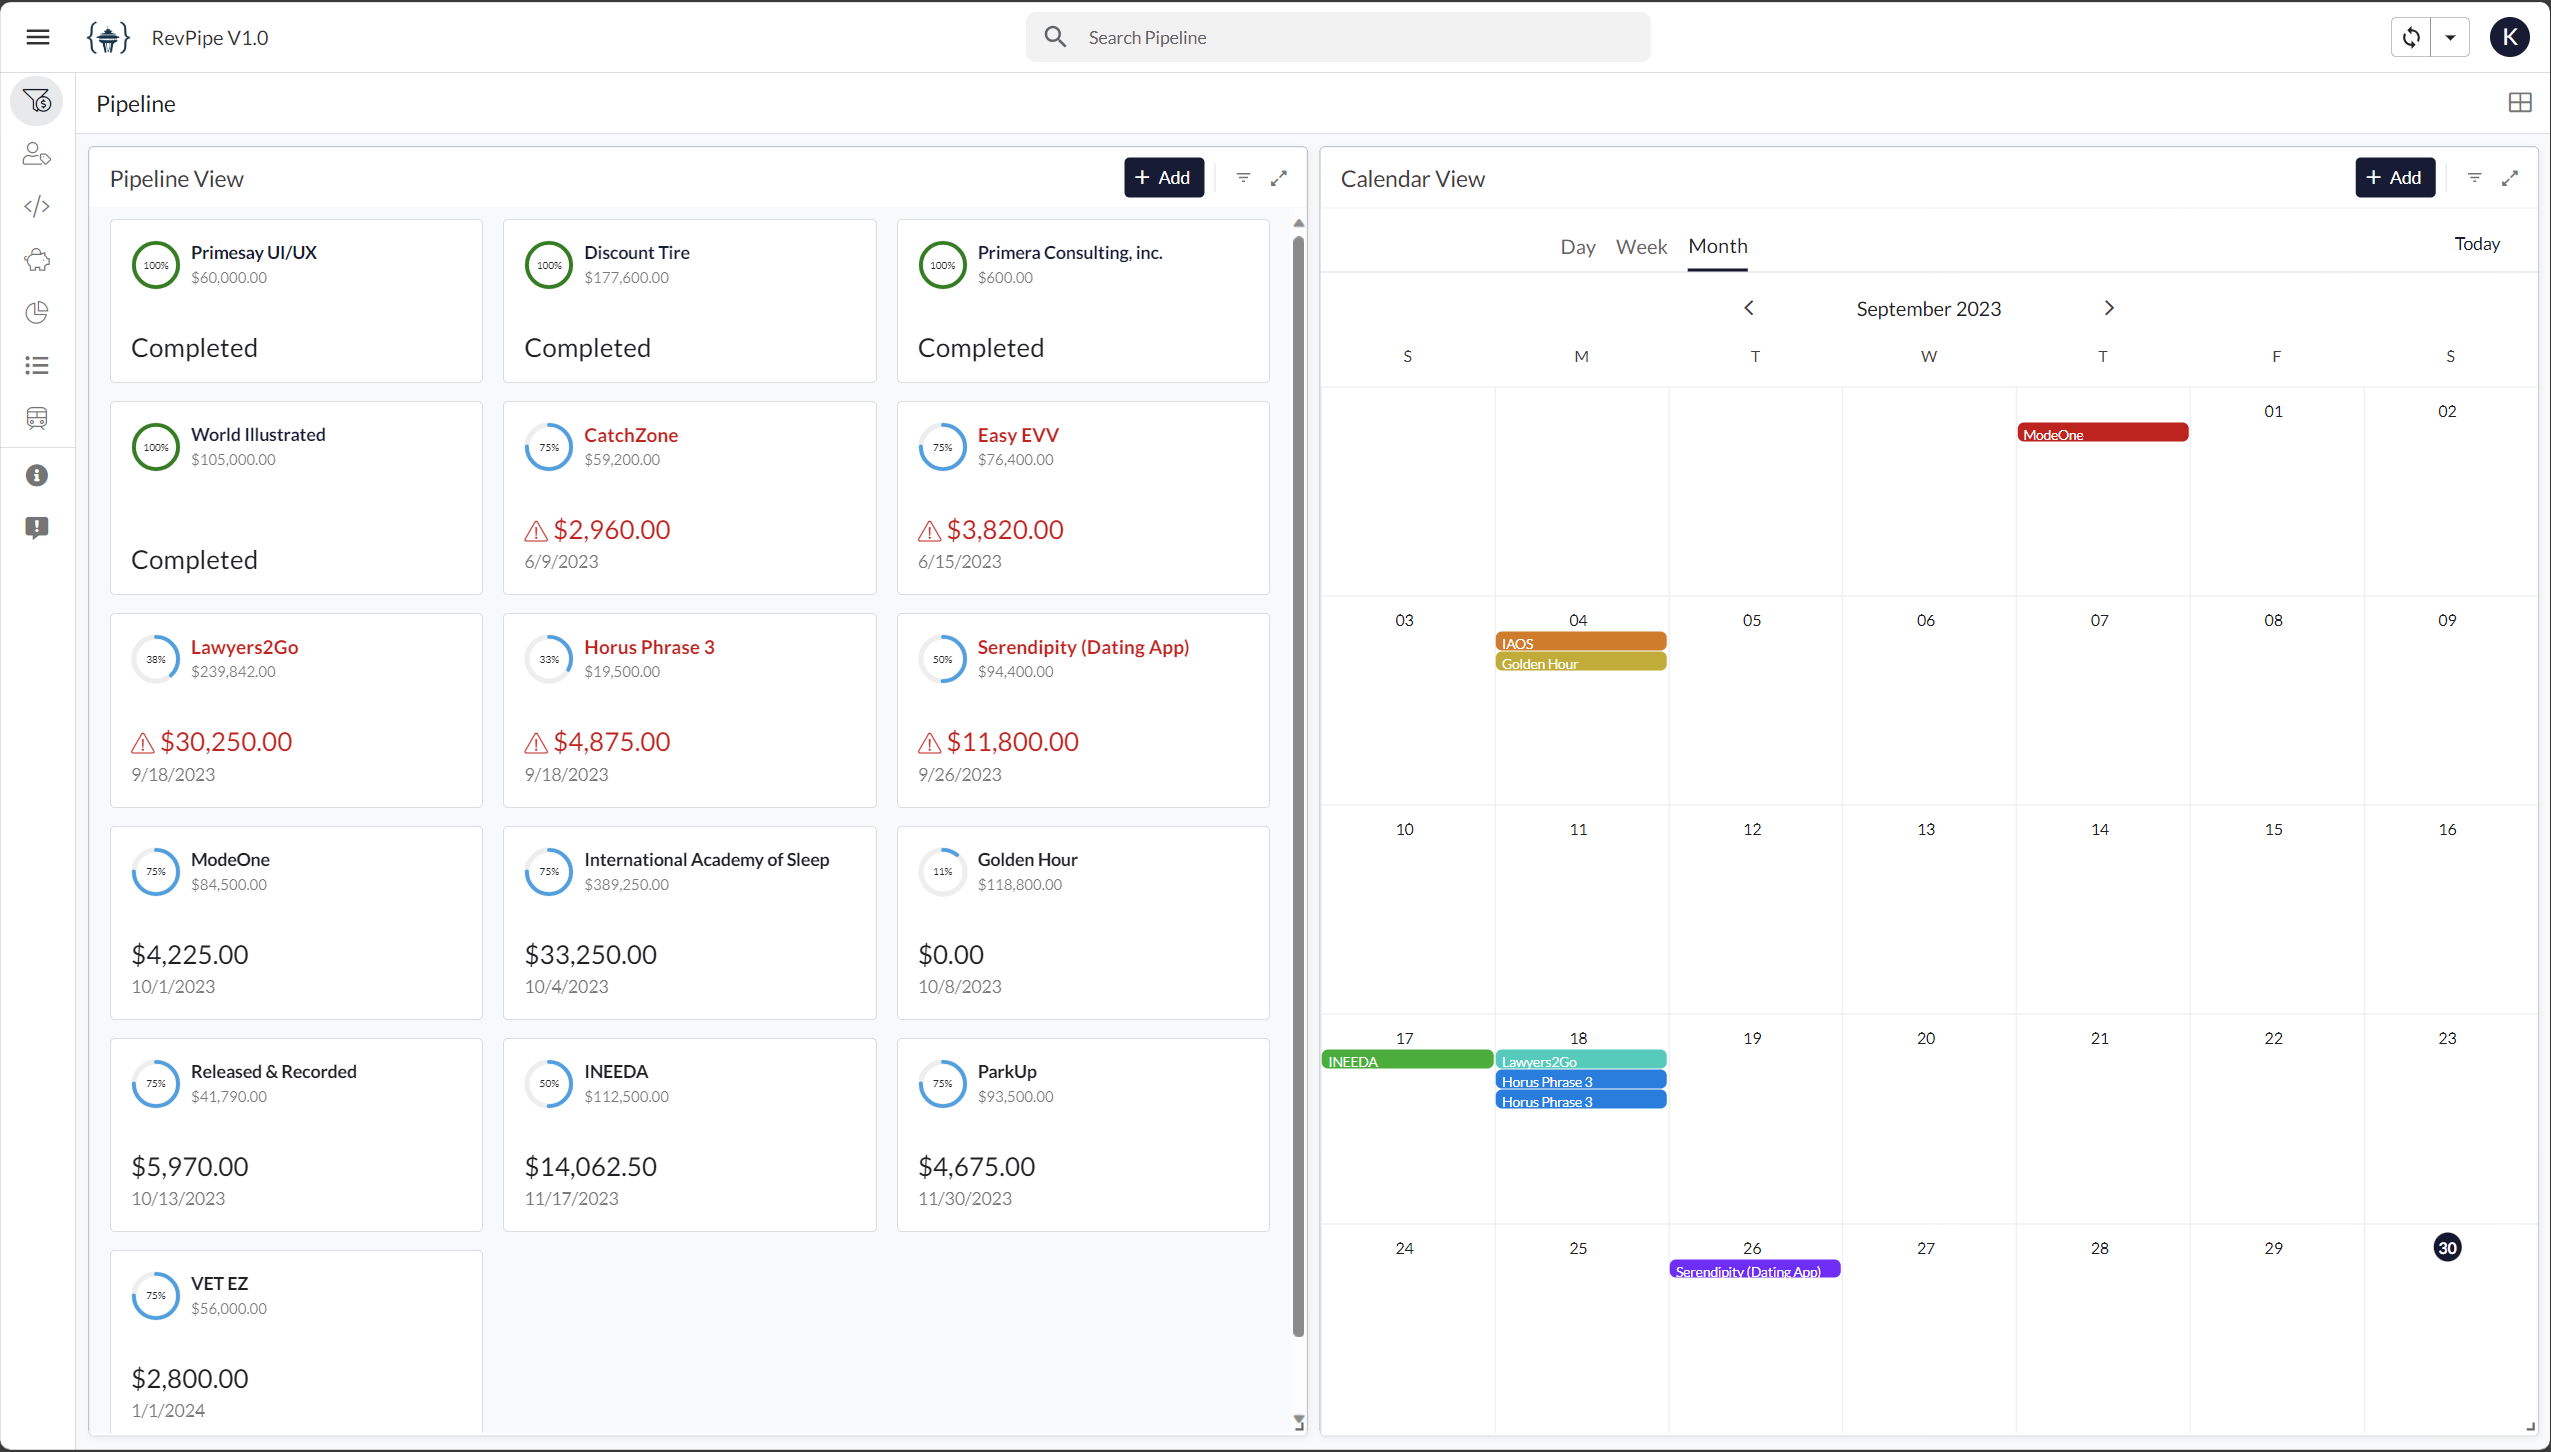 RevPipe V1.0
Search Pipeline
K
Pipeline
Pipeline View
+ Add
100%
Primesay UI/UX
$60,000.00
Completed
100%
Discount Tire
$177,600.00
Completed
100%
Primera Consulting, inc.
$600.00
Completed
100%
World Illustrated
$105,000.00
Completed
75%
CatchZone
$59,200.00
$2,960.00
6/9/2023
75%
Easy EVV
$76,400.00
$3,820.00
6/15/2023
38%
Lawyers2Go
$239,842.00
$30,250.00
9/18/2023
33%
Horus Phrase 3
$19,500.00
$4,875.00
9/18/2023
50%
Serendipity (Dating App)
$94,400.00
$11,800.00
9/26/2023
75%
ModeOne
$84,500.00
$4,225.00
10/1/2023
75%
International Academy of Sleep
$389,250.00
$33,250.00
10/4/2023
11%
Golden Hour
$118,800.00
$0.00
10/8/2023
75%
Released & Recorded
$41,790.00
$5,970.00
10/13/2023
50%
INEEDA
$112,500.00
$14,062.50
11/17/2023
75%
ParkUp
$93,500.00
$4,675.00
11/30/2023
75%
VET EZ
$56,000.00
$2,800.00
1/1/2024
Calendar View
+ Add
Day Week Month
Today
September 2023
S M T W T F S
01 02
ModeOne
03 04 05 06 07 08 09
IAOS
Golden Hour
10 11 12 13 14 15 16
17 18 19 20 21 22 23
INEEDA
Lawyers2Go
Horus Phrase 3
Horus Phrase 3
24 25 26 27 28 29 30
Serendipity (Dating App)